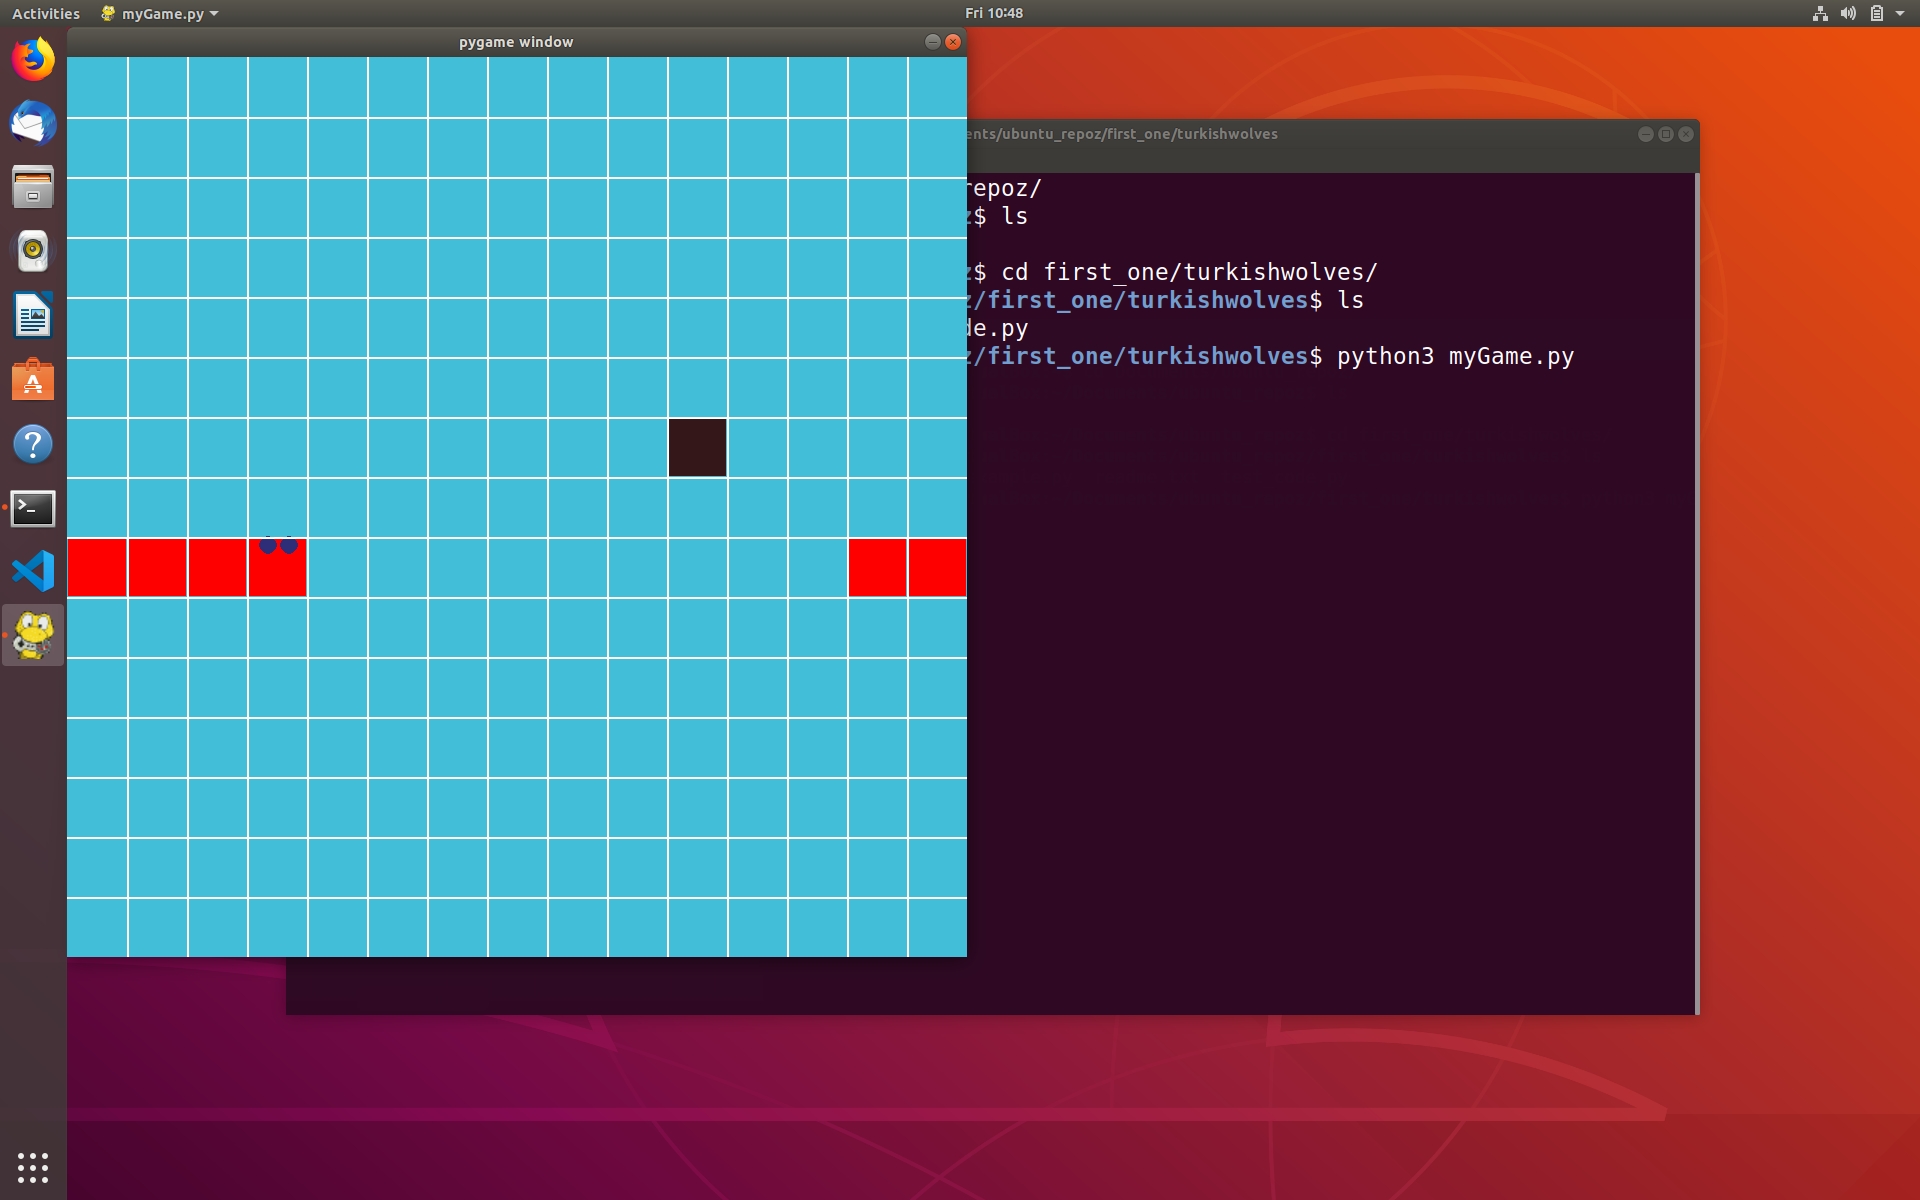 Activities
myGame.py
Fri 10:48
pygame window
ents/ubuntu_repoz/first_one/turkishwolves
repoz/
z$ ls
z$ cd first_one/turkishwolves/
z/first_one/turkishwolves$ ls
de.py
z/first_one/turkishwolves$ python3 myGame.py